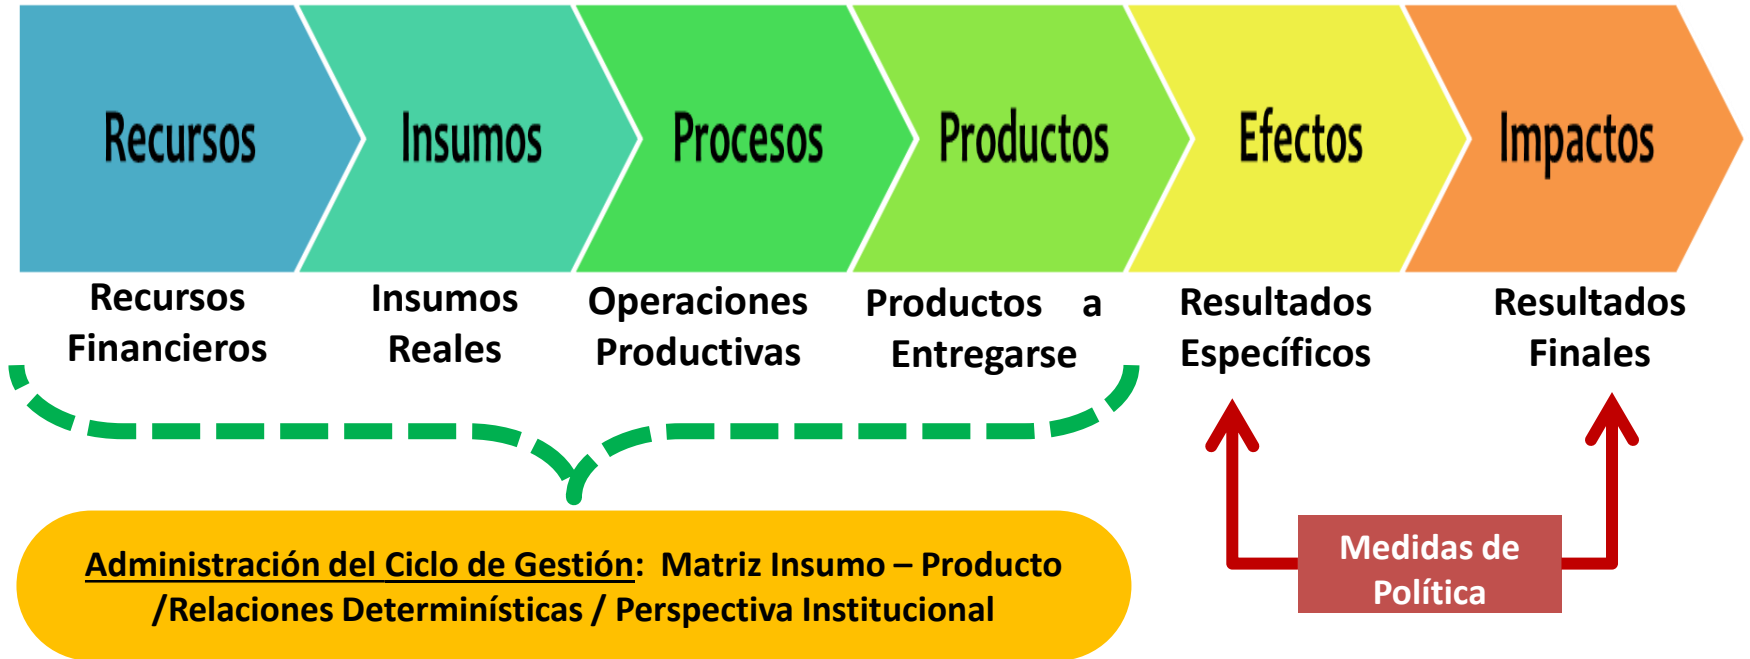 Recursos
Insumos
Procesos
Productos
Efectos
Impactos
Recursos
Financieros
Insumos
Reales
Operaciones
Productivas
Productos a
Entregarse
Resultados
Específicos
Resultados
Finales
Administración del Ciclo de Gestión: Matriz Insumo – Producto
/Relaciones Determinísticas / Perspectiva Institucional
Medidas de
Política